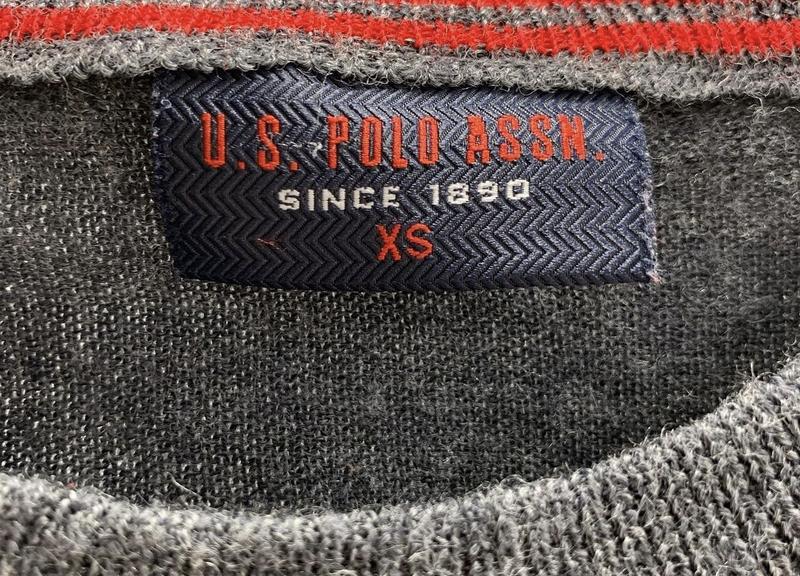 U.S. POLO ASSN.
SINCE 1890
XS